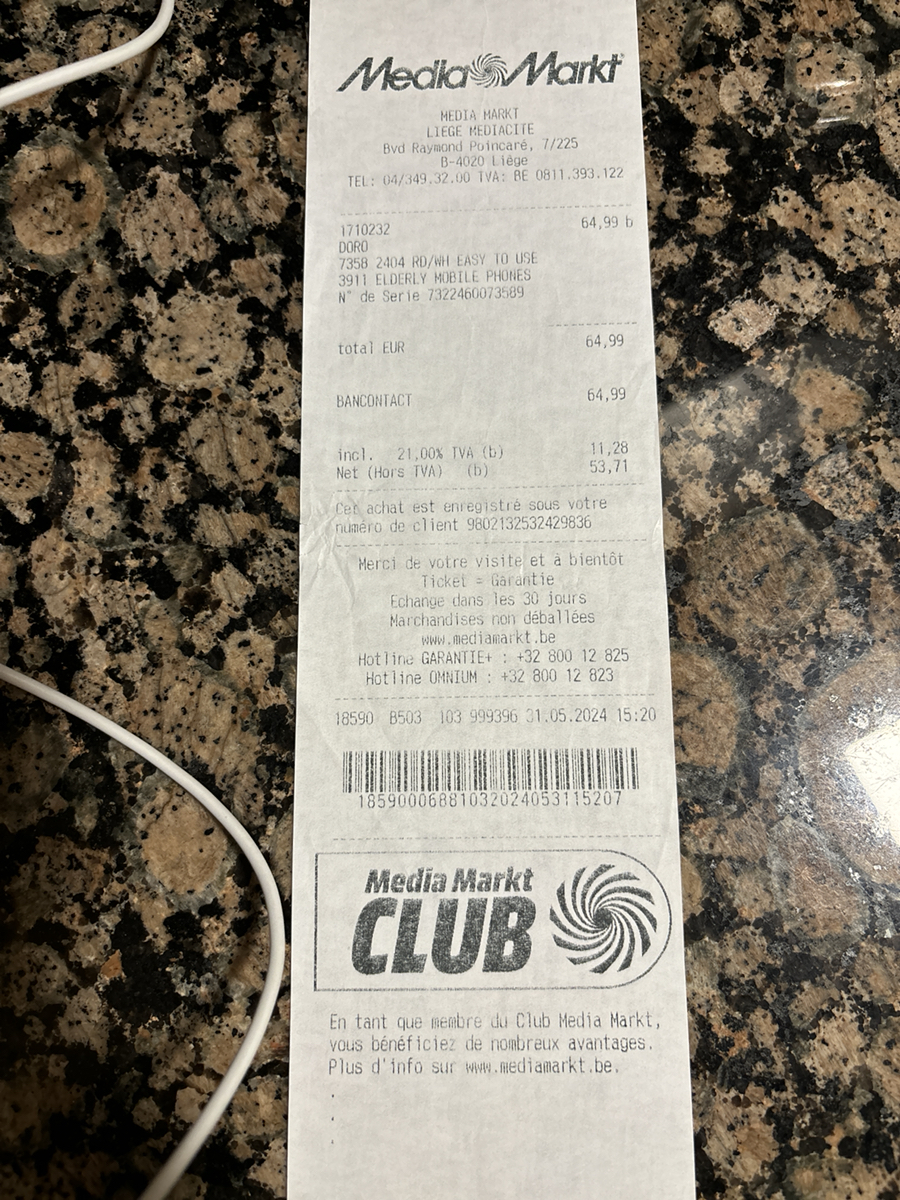 Media Markt
MEDIA MARKT
LIEGE MEDIACITE
Bvd Raymond Poincaré, 7/225
B-4020 Liège
TEL: 04/349.32.00 TVA: BE 0811.393.122
1710232 64,99 b
DORO
7358 2404 RD/WH EASY TO USE
3911 ELDERLY MOBILE PHONES
N° de Serie 7322460073589
total EUR 64,99
BANCONTACT 64,99
incl. 21,00% TVA (b) 11,28
Net (Hors TVA) (b) 53,71
Cet achat est enregistré sous votre
numéro de client 9802132532429836
Merci de votre visite et à bientôt
Ticket = Garantie
Echange dans les 30 jours
Marchandises non déballées
www.mediamarkt.be
Hotline GARANTIE+ : +32 800 12 825
Hotline OMNIUM : +32 800 12 823
18590 B503 103 999396 31.05.2024 15:20
18590006881032024053115207
Media Markt
CLUB
En tant que membre du Club Media Markt,
vous bénéficiez de nombreux avantages.
Plus d'info sur www.mediamarkt.be.
.
.
.